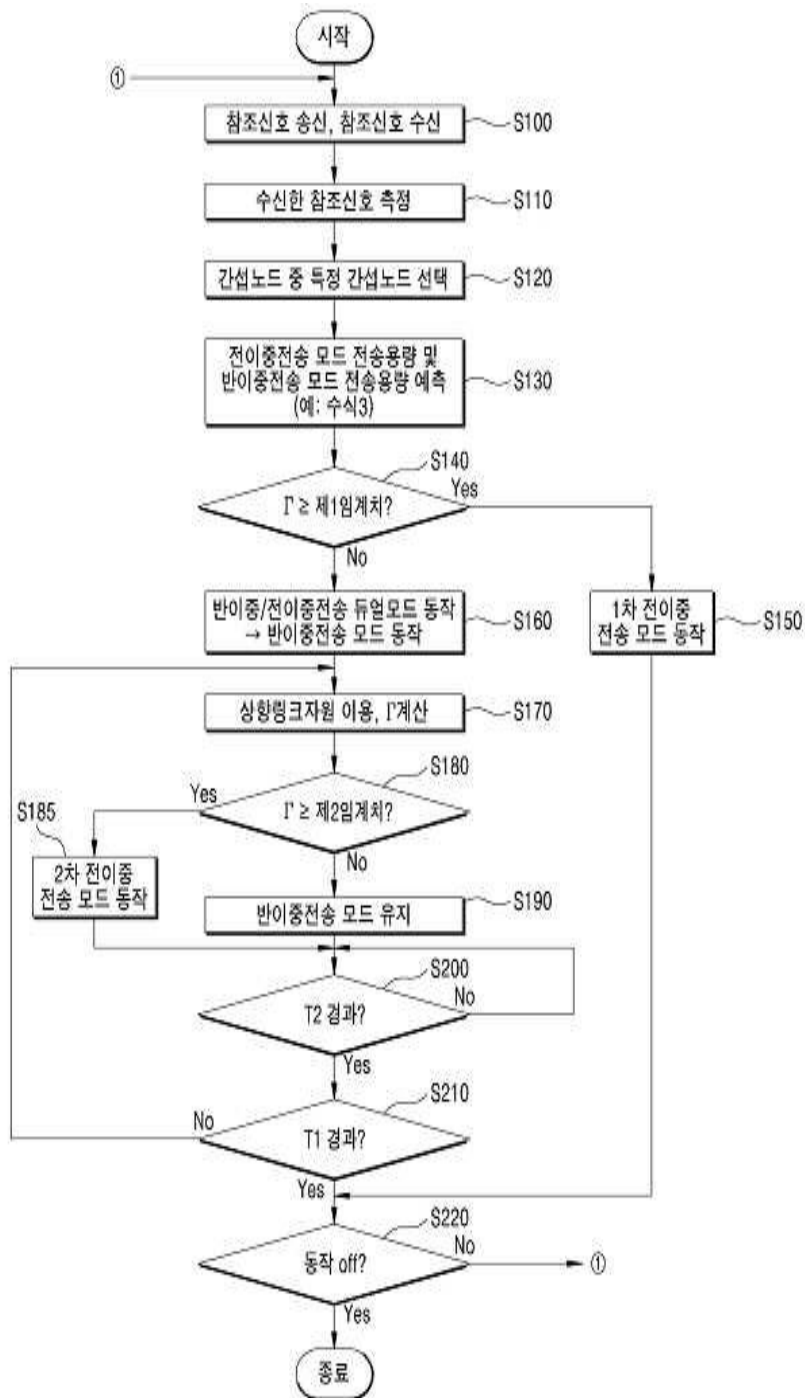 시작
①
참조신호 송신, 참조신호 수신
S100
수신한 참조신호 측정
S110
간섭노드 중 특정 간섭노드 선택
S120
전이중전송 모드 전송용량 및
반이중전송 모드 전송용량 예측
(예: 수식3)
S130
S140
Γ ≥ 제1임계치?
Yes
No
반이중/전이중전송 듀얼모드 동작
→ 반이중전송 모드 동작
S160
1차 전이중
전송 모드 동작
S150
상향링크자원 이용, Γ계산
S170
S180
Γ ≥ 제2임계치?
Yes
No
S185
2차 전이중
전송 모드 동작
반이중전송 모드 유지
S190
S200
T2 경과?
No
Yes
S210
T1 경과?
No
Yes
S220
동작 off?
No
①
Yes
종료